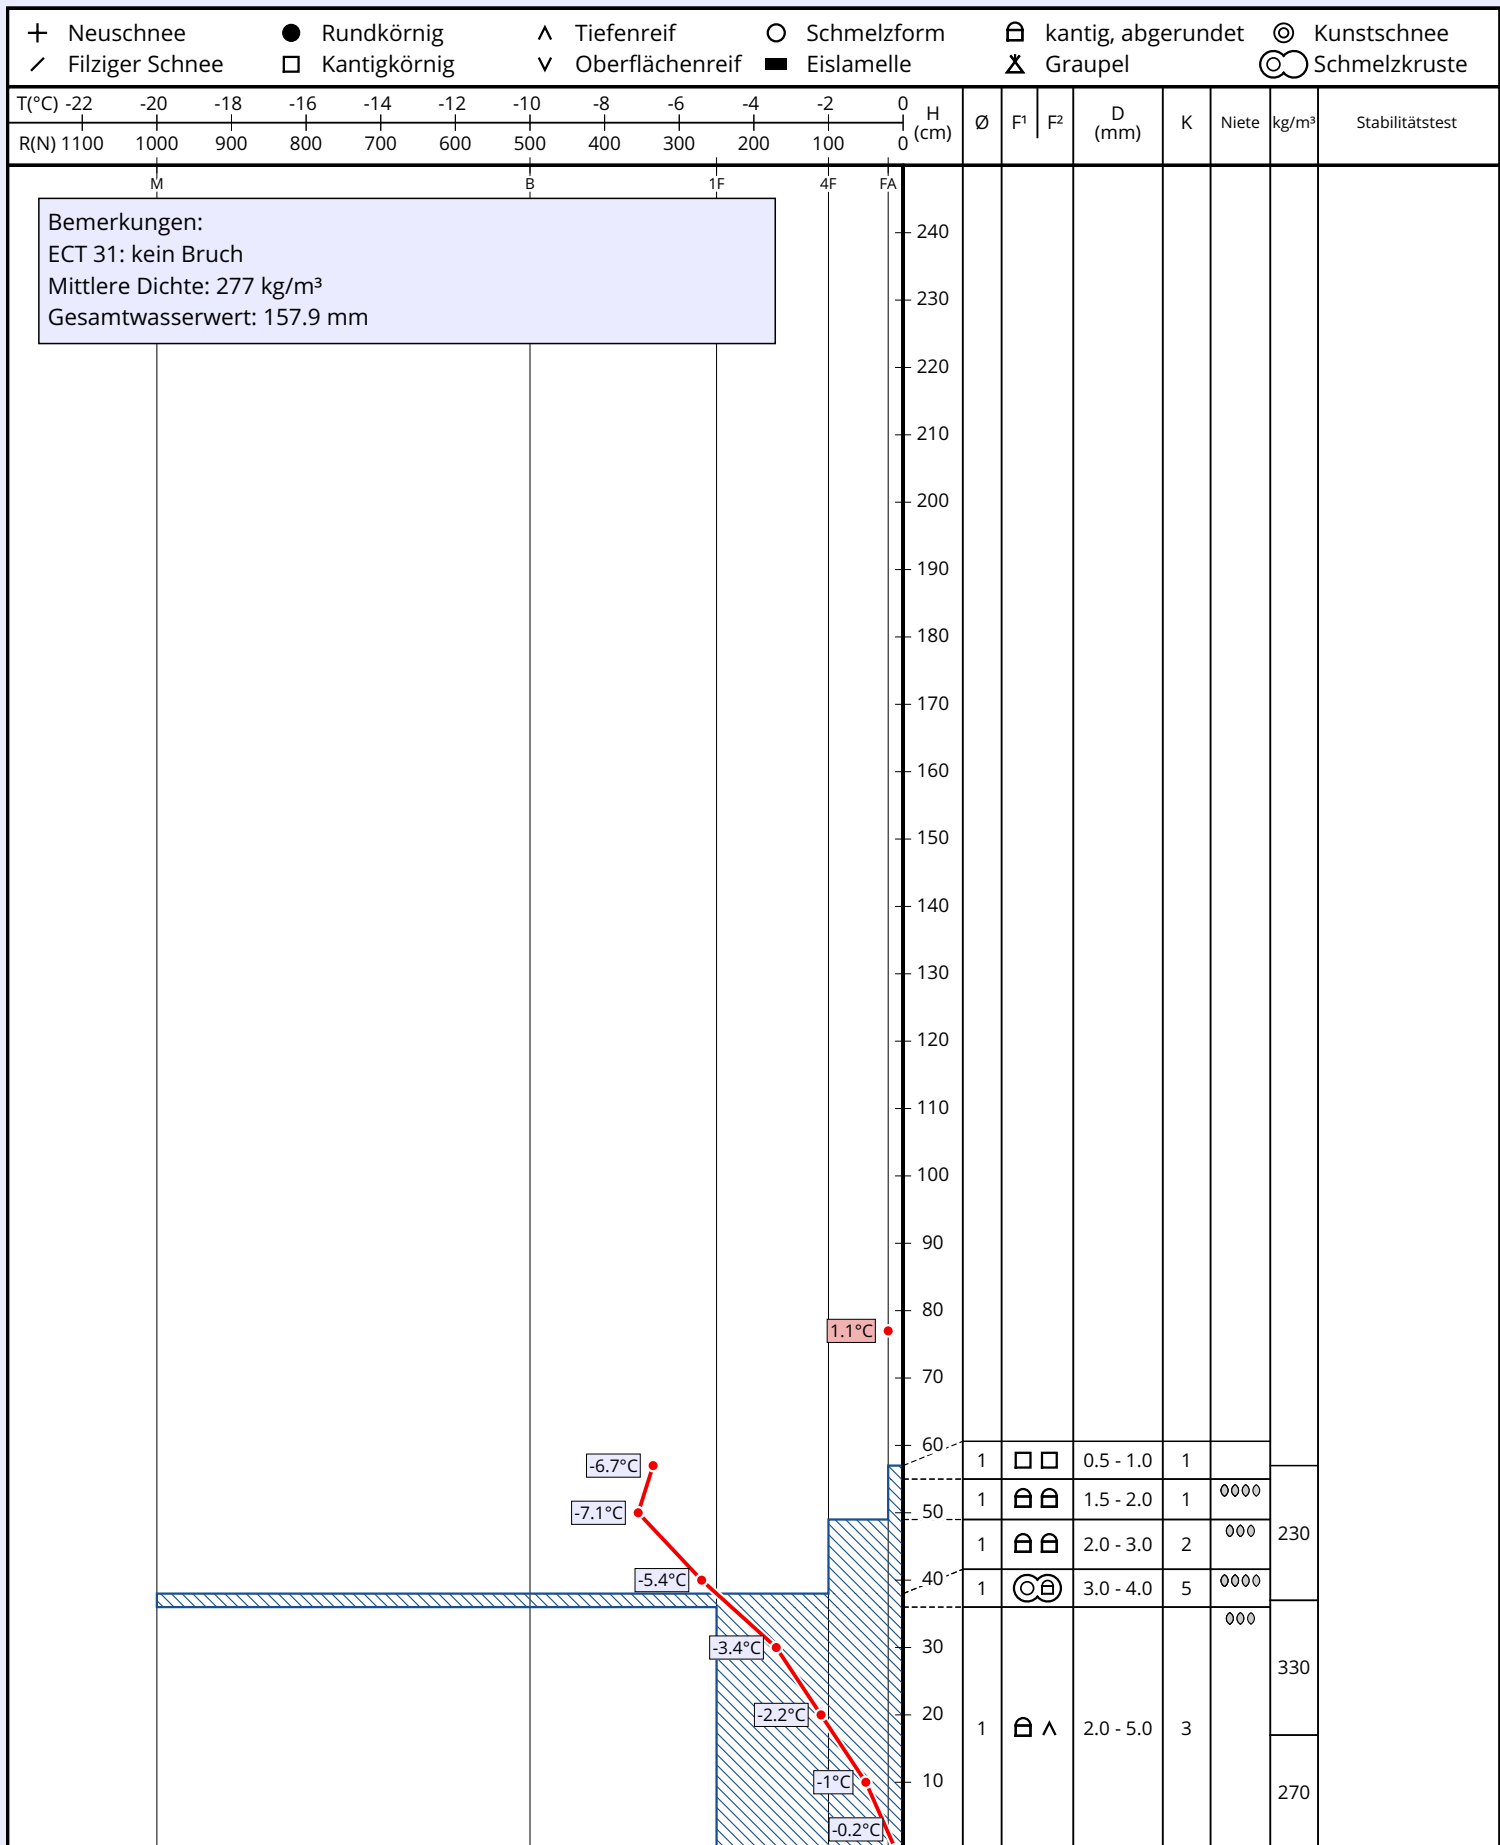 Neuschnee Rundkörnig Tiefenreif Schmelzform kantig, abgerundet Kunstschnee
Filziger Schnee Kantigkörnig Oberflächenreif Eislamelle Graupel Schmelzkruste
T(°C) -22 -20 -18 -16 -14 -12 -10 -8 -6 -4 -2 0
R(N) 1100 1000 900 800 700 600 500 400 300 200 100 0
H (cm) Ø F¹ F² D (mm) K Niete kg/m³ Stabilitätstest
M B 1F 4F FA
Bemerkungen:
ECT 31: kein Bruch
Mittlere Dichte: 277 kg/m³
Gesamtwasserwert: 157.9 mm
240
230
220
210
200
190
180
170
160
150
140
130
120
110
100
90
80
1.1°C
70
60
-6.7°C 1 0.5 - 1.0 1
-7.1°C 50 1 1.5 - 2.0 1
230
1 2.0 - 3.0 2
-5.4°C 40 1 3.0 - 4.0 5
-3.4°C 30
330
-2.2°C 20 1 2.0 - 5.0 3
-1°C 10
270
-0.2°C